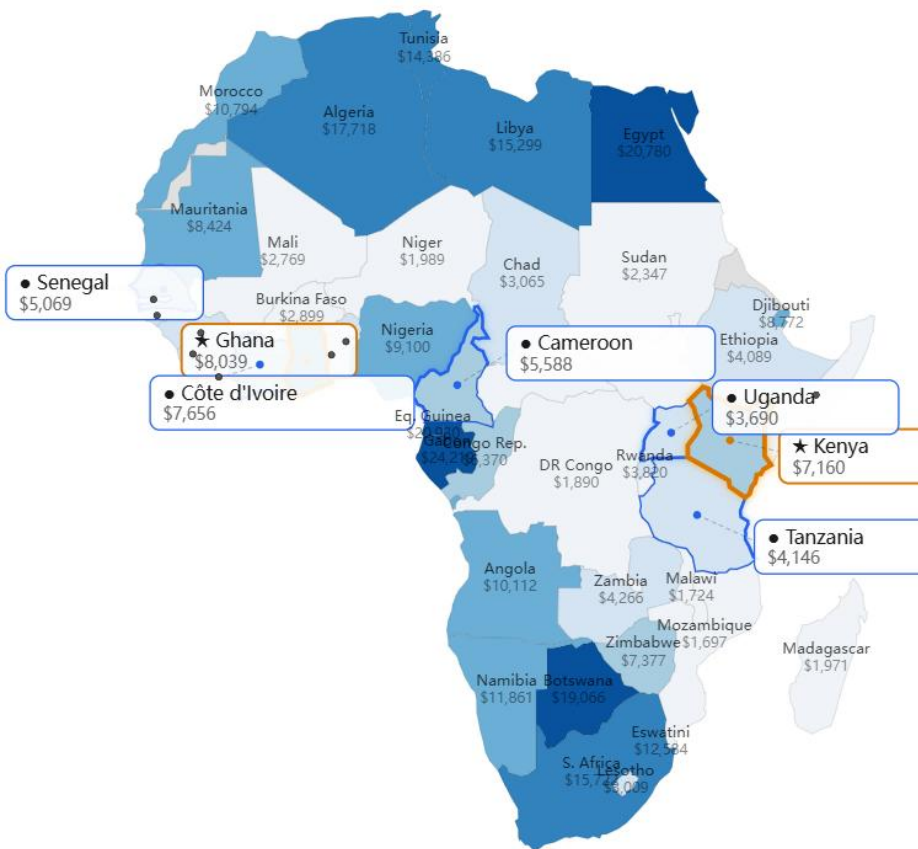 Tunisia
$14,386
Morocco
$10,794
Algeria
$17,718
Libya
$15,299
Egypt
$20,780
Mauritania
$8,424
Mali
$2,769
Niger
$1,989
Chad
$3,065
Sudan
$2,347
● Senegal
$5,069
Burkina Faso
$2,899
Djibouti
$8,772
★ Ghana
$8,039
Nigeria
$9,100
● Cameroon
$5,588
Ethiopia
$4,089
● Côte d'Ivoire
$7,656
● Uganda
$3,690
Eq. Guinea
Gabon
Congo Rep.
★ Kenya
$7,160
DR Congo
$1,890
Rwanda
$3,820
● Tanzania
$4,146
Angola
$10,112
Zambia
$4,266
Malawi
$1,724
Mozambique
$1,697
Zimbabwe
$7,377
Madagascar
$1,971
Namibia
$11,861
Botswana
$19,066
Eswatini
$12,584
S. Africa
Lesotho